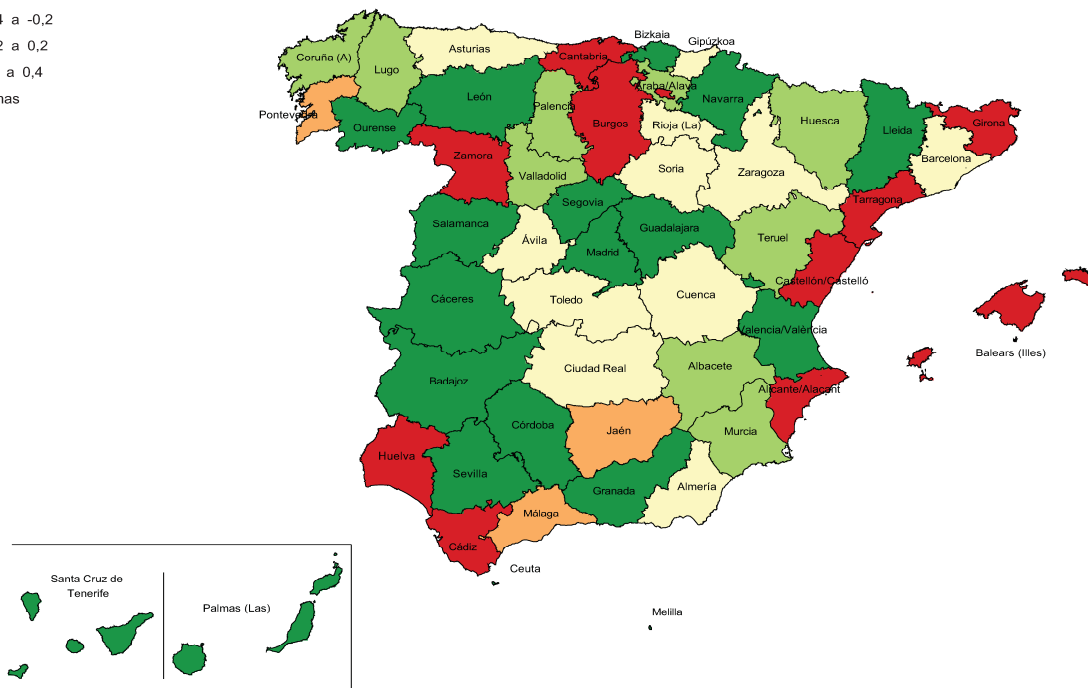 a -0,2
a 0,2
a 0,4
Bizkaia
Gipúzkoa
Asturias
Cantabria
Coruña (A)
Lugo
León
Palencia
Araba/Álava
Navarra
Pontevedra
Ourense
Burgos
Rioja (La)
Huesca
Lleida
Girona
Zamora
Valladolid
Soria
Zaragoza
Barcelona
Segovia
Tarragona
Salamanca
Ávila
Madrid
Guadalajara
Teruel
Castellón/Castelló
Cáceres
Toledo
Cuenca
Valencia/València
Balears (Illes)
Badajoz
Ciudad Real
Albacete
Alicante/Alacant
Huelva
Sevilla
Córdoba
Jaén
Murcia
Granada
Almería
Málaga
Cádiz
Ceuta
Melilla
Santa Cruz de
Tenerife
Palmas (Las)